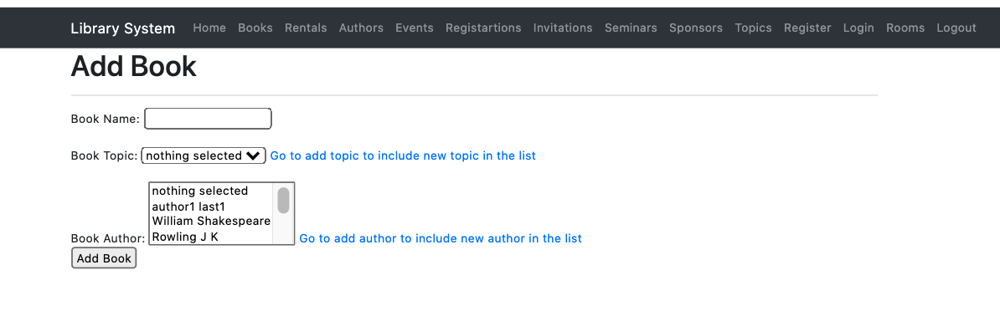 Library System Home Books Rentals Authors Events Registartions Invitations Seminars Sponsors Topics Register Login Rooms Logout
Add Book
Book Name:
Book Topic: nothing selected Go to add topic to include new topic in the list
nothing selected
author1 last1
William Shakespeare
Rowling J K
Book Author: Go to add author to include new author in the list
Add Book